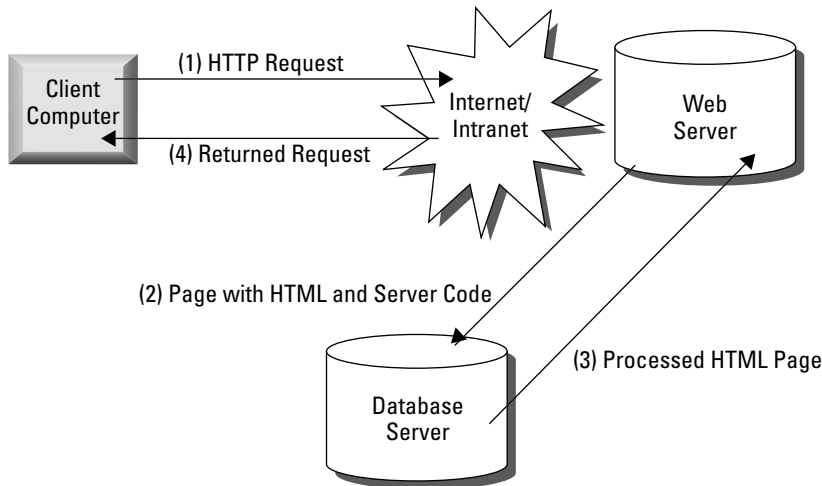 (1) HTTP Request
Client
Computer
Internet/
Intranet
Web
Server
(4) Returned Request
(2) Page with HTML and Server Code
(3) Processed HTML Page
Database
Server